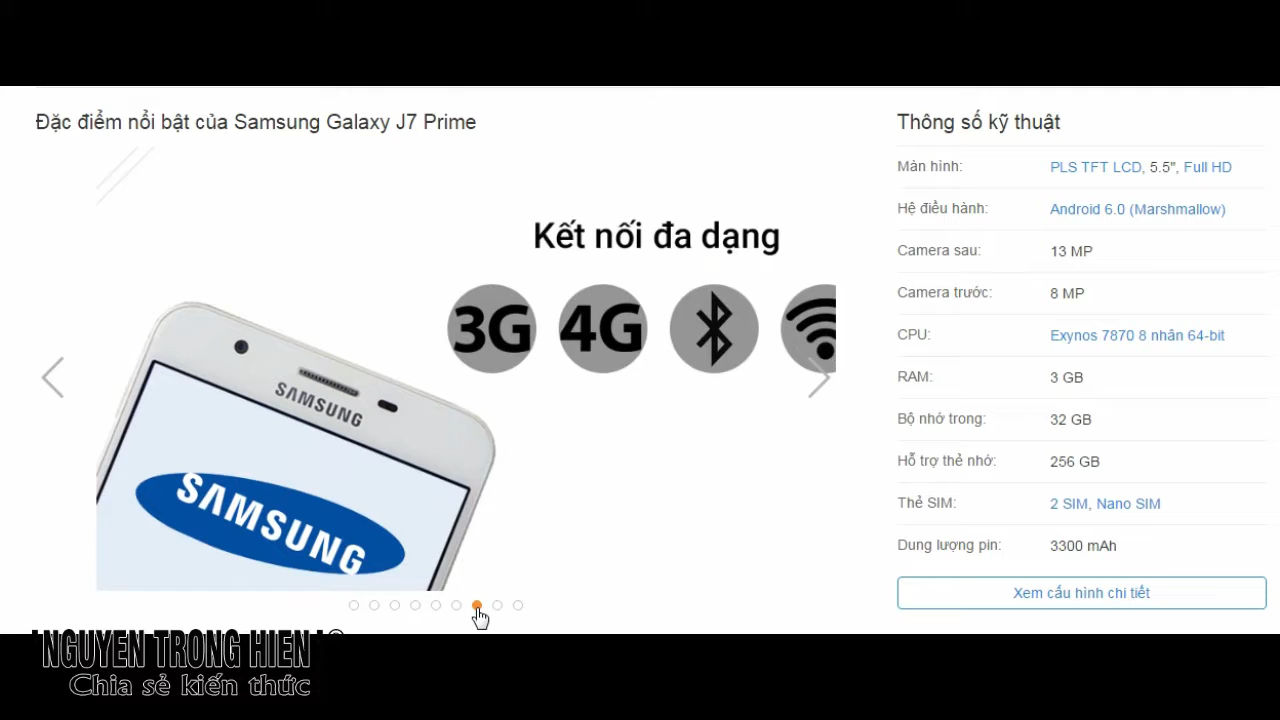 Đặc điểm nổi bật của Samsung Galaxy J7 Prime
Kết nối đa dạng
3G 4G
SAMSUNG
SAMSUNG
Thông số kỹ thuật
Màn hình: PLS TFT LCD, 5.5", Full HD
Hệ điều hành: Android 6.0 (Marshmallow)
Camera sau: 13 MP
Camera trước: 8 MP
CPU: Exynos 7870 8 nhân 64-bit
RAM: 3 GB
Bộ nhớ trong: 32 GB
Hỗ trợ thẻ nhớ: 256 GB
Thẻ SIM: 2 SIM, Nano SIM
Dung lượng pin: 3300 mAh
Xem cấu hình chi tiết
'NGUYEN TRONG HIEN'®
Chia sẻ kiến thức